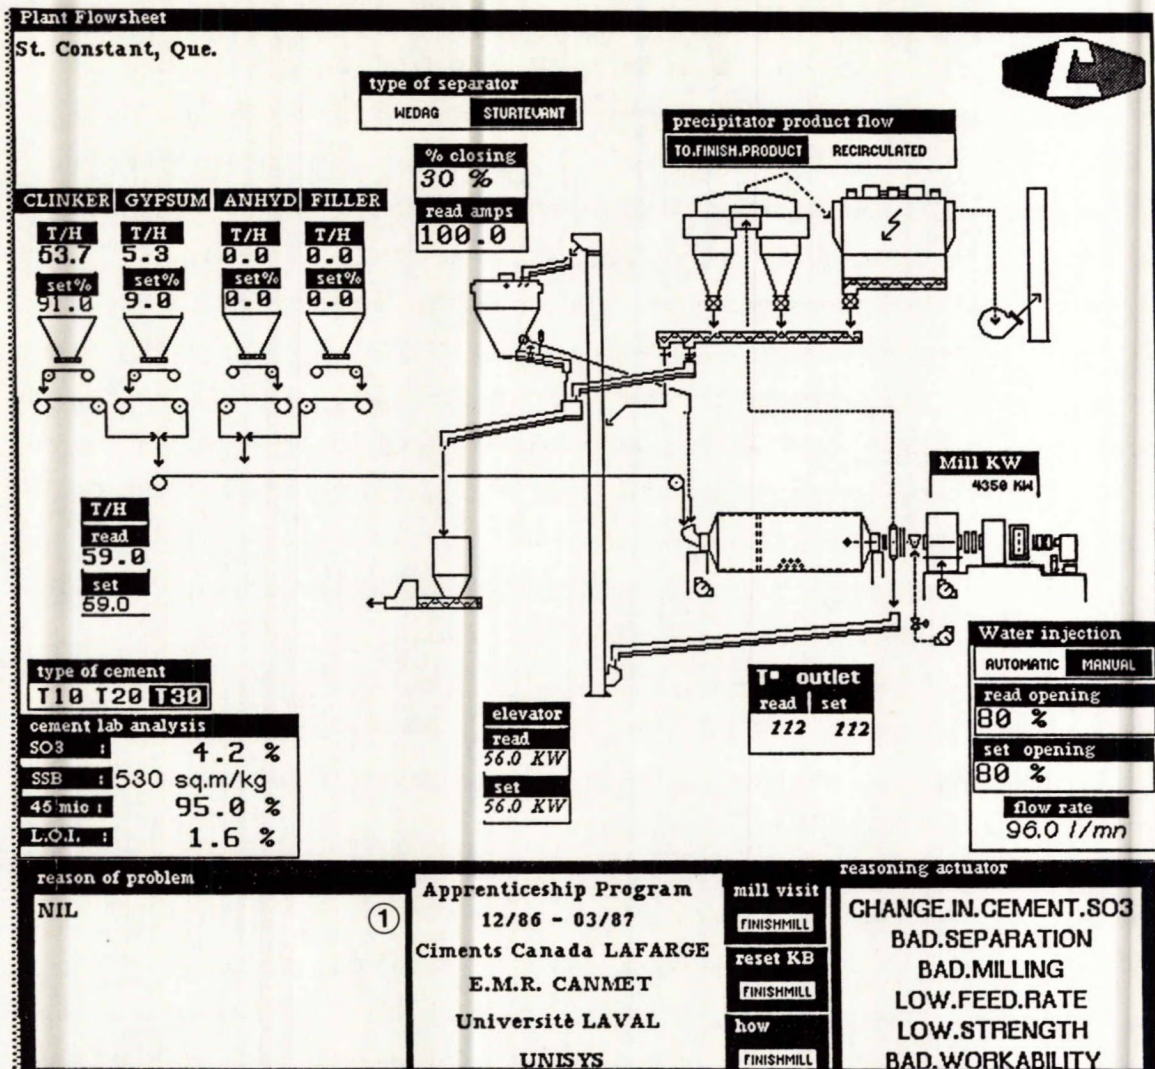 Plant Flowsheet
St. Constant, Que.
type of separator
WEDAG STURTEVANT
precipitator product flow
TO.FINISH.PRODUCT RECIRCULATED
% closing
30 %
read amps
100.0
CLINKER GYPSUM ANHYD FILLER
T/H T/H T/H T/H
53.7 5.3 0.0 0.0
set% set% set% set%
91.0 9.0 0.0 0.0
Mill KW
4350 KW
T/H
read
59.0
set
59.0
type of cement
T10 T20 T30
cement lab analysis
SO3 : 4.2 %
SSB : 530 sq.m/kg
45 mic : 95.0 %
L.O.I. : 1.6 %
elevator
read
56.0 KW
set
56.0 KW
T° outlet
read set
112 112
Water injection
AUTOMATIC MANUAL
read opening
80 %
set opening
80 %
flow rate
96.0 l/mn
reason of problem
NIL
①
Apprenticeship Program
12/86 - 03/87
Ciments Canada LAFARGE
E.M.R. CANMET
Universitè LAVAL
UNISYS
mill visit
FINISHMILL
reset KB
FINISHMILL
how
FINISHMILL
reasoning actuator
CHANGE.IN.CEMENT.SO3
BAD.SEPARATION
BAD.MILLING
LOW.FEED.RATE
LOW.STRENGTH
BAD.WORKABILITY